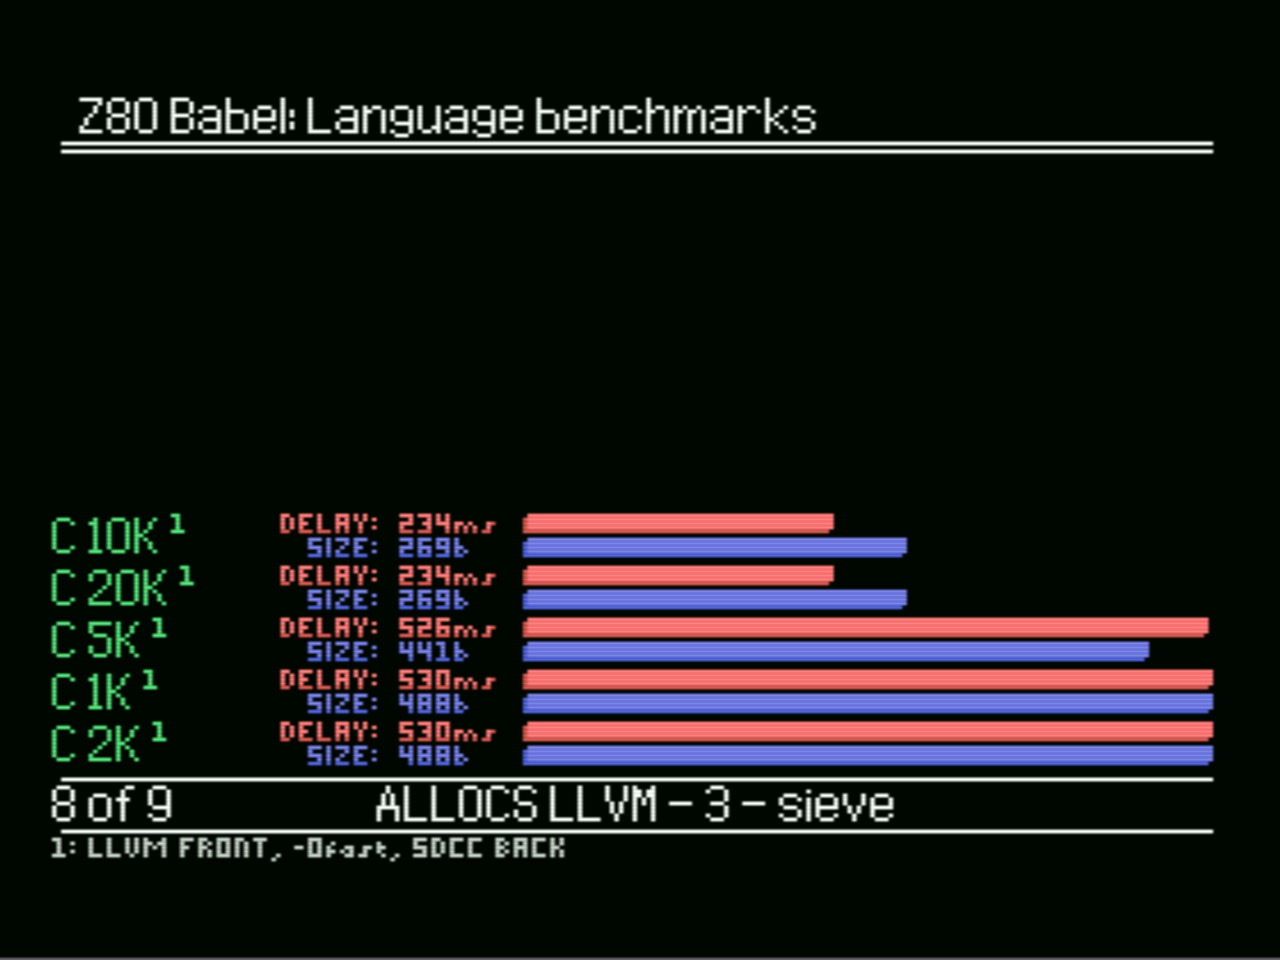 Z80 Babel: Language benchmarks
C 10K ¹ DELAY: 234ms
SIZE: 269b
C 20K ¹ DELAY: 234ms
SIZE: 269b
C 5K ¹ DELAY: 526ms
SIZE: 441b
C 1K ¹ DELAY: 530ms
SIZE: 488b
C 2K ¹ DELAY: 530ms
SIZE: 488b
8 of 9 ALLOCS LLVM - 3 - sieve
1: LLVM FRONT, -Ofast, SDCC BACK